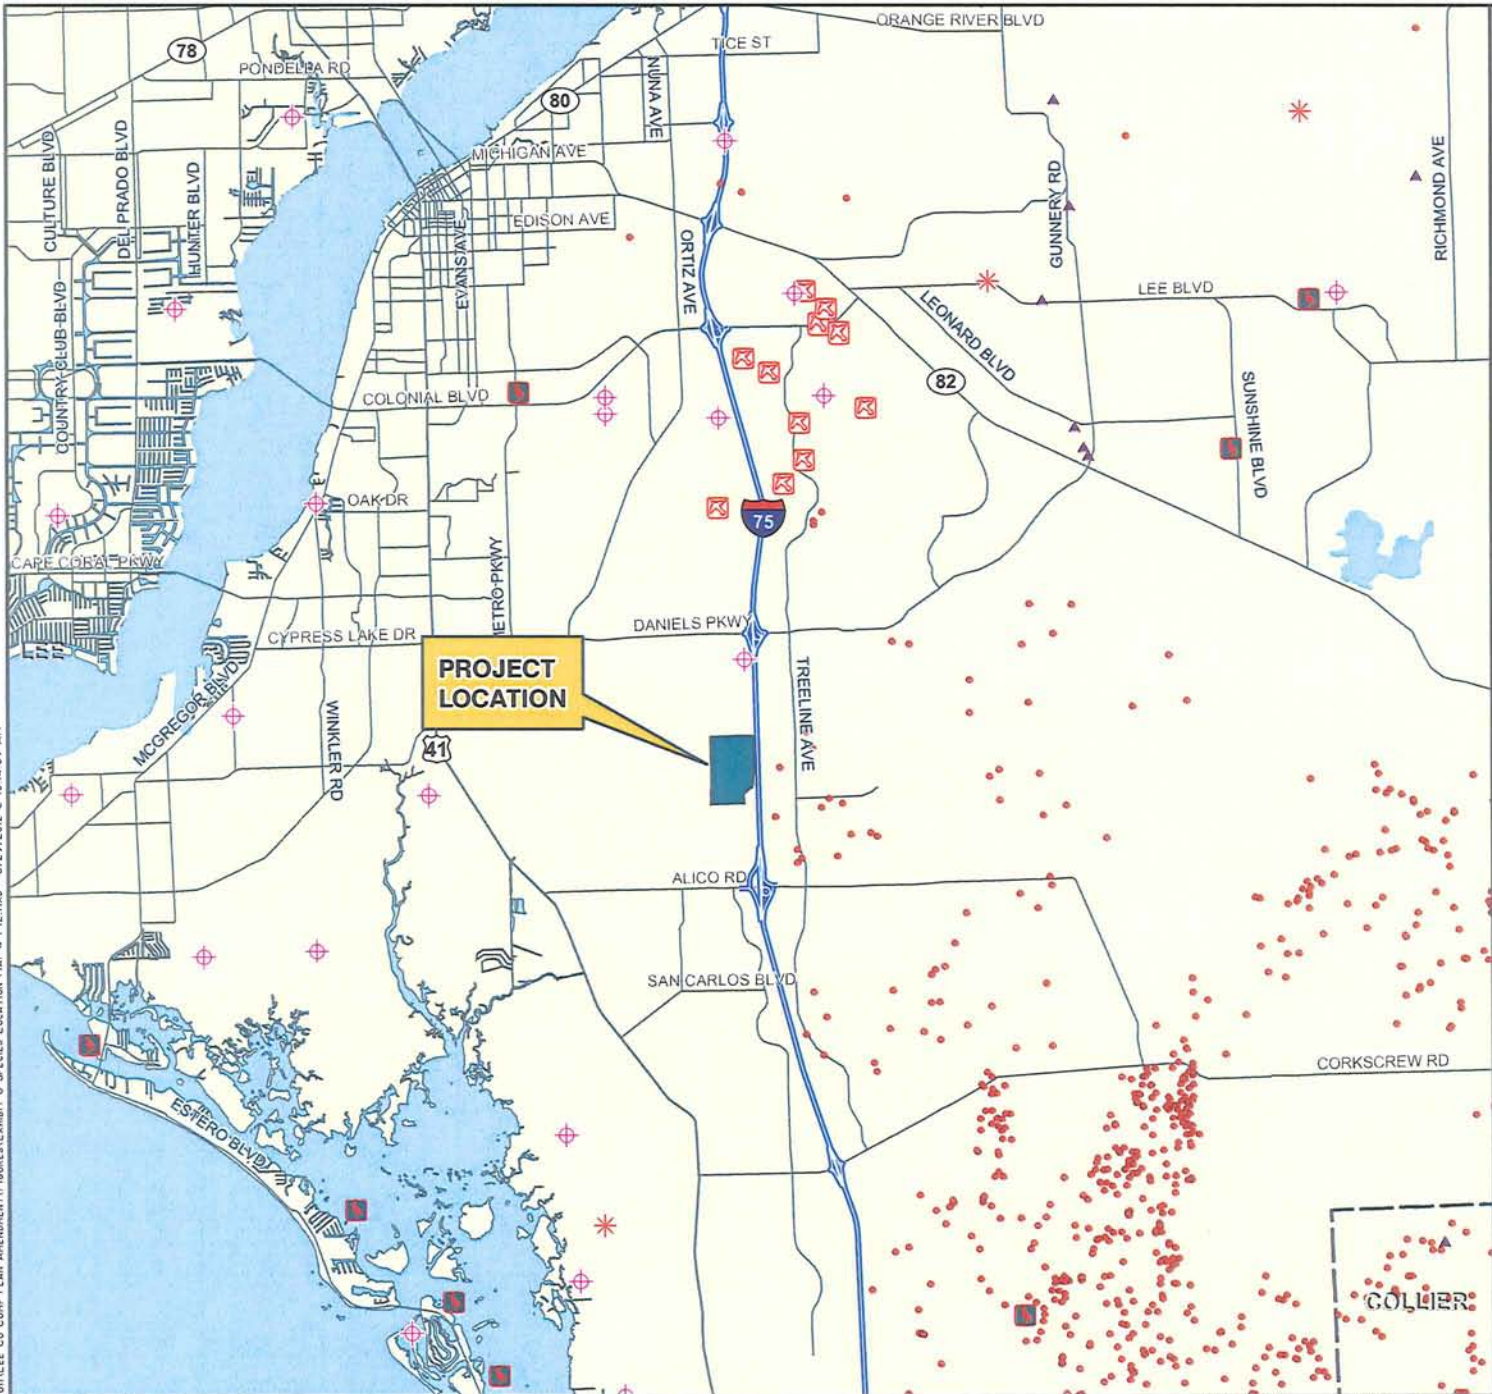 ORANGE RIVER BLVD
78
TICE ST
PONDELLA RD
NUNA AVE
80
CULTURE BLVD
DEL PRADO BLVD
HUNTER BLVD
MICHIGAN AVE
GUNNERY RD
RICHMOND AVE
EDISON AVE
EVANS AVE
ORTIZ AVE
LEE BLVD
LEONARD BLVD
COUNTRY CLUB BLVD
COLONIAL BLVD
82
SUNSHINE BLVD
OAK DR
75
CAPE CORAL PKWY
METRO PKWY
DANIELS PKWY
CYPRESS LAKE DR
PROJECT
LOCATION
TREELINE AVE
MCGREGOR BLVD
WINKLER RD
41
ALICO RD
SAN CARLOS BLVD
CORKSCREW RD
ESTERO BLVD
COLLIER